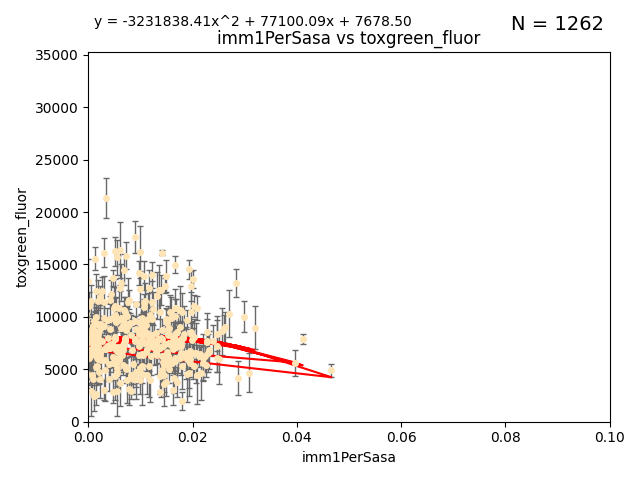 y = -3231838.41x^2 + 77100.09x + 7678.50
N = 1262
imm1PerSasa vs toxgreen_fluor
35000
30000
25000
20000
15000
10000
5000
0
toxgreen_fluor
0.00 0.02 0.04 0.06 0.08 0.10
imm1PerSasa